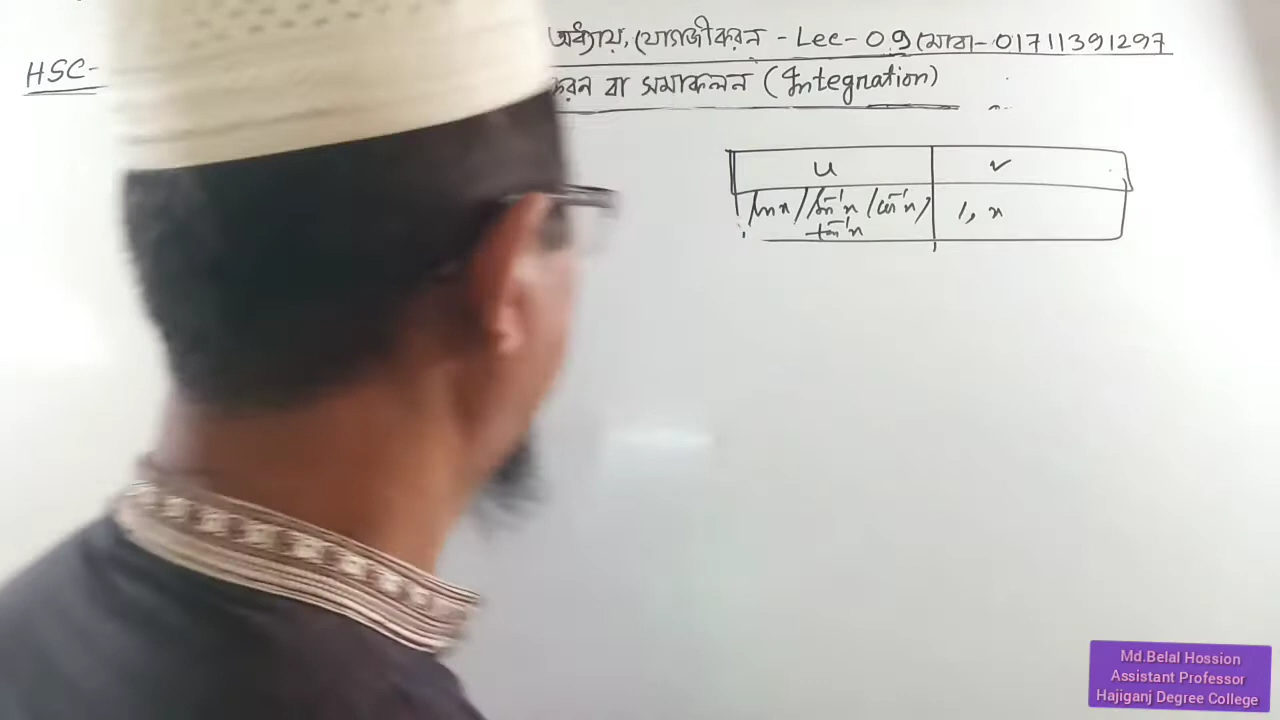 অধ্যায়, যোগজীকরন - Lec - 09 (মোবা- 01711391297
HSC-
করন বা সমাকলন (Integration)
u v
lnx / sin⁻¹x / cos⁻¹x / 1, x
tan⁻¹x
Md.Belal Hossion
Assistant Professor
Hajiganj Degree College